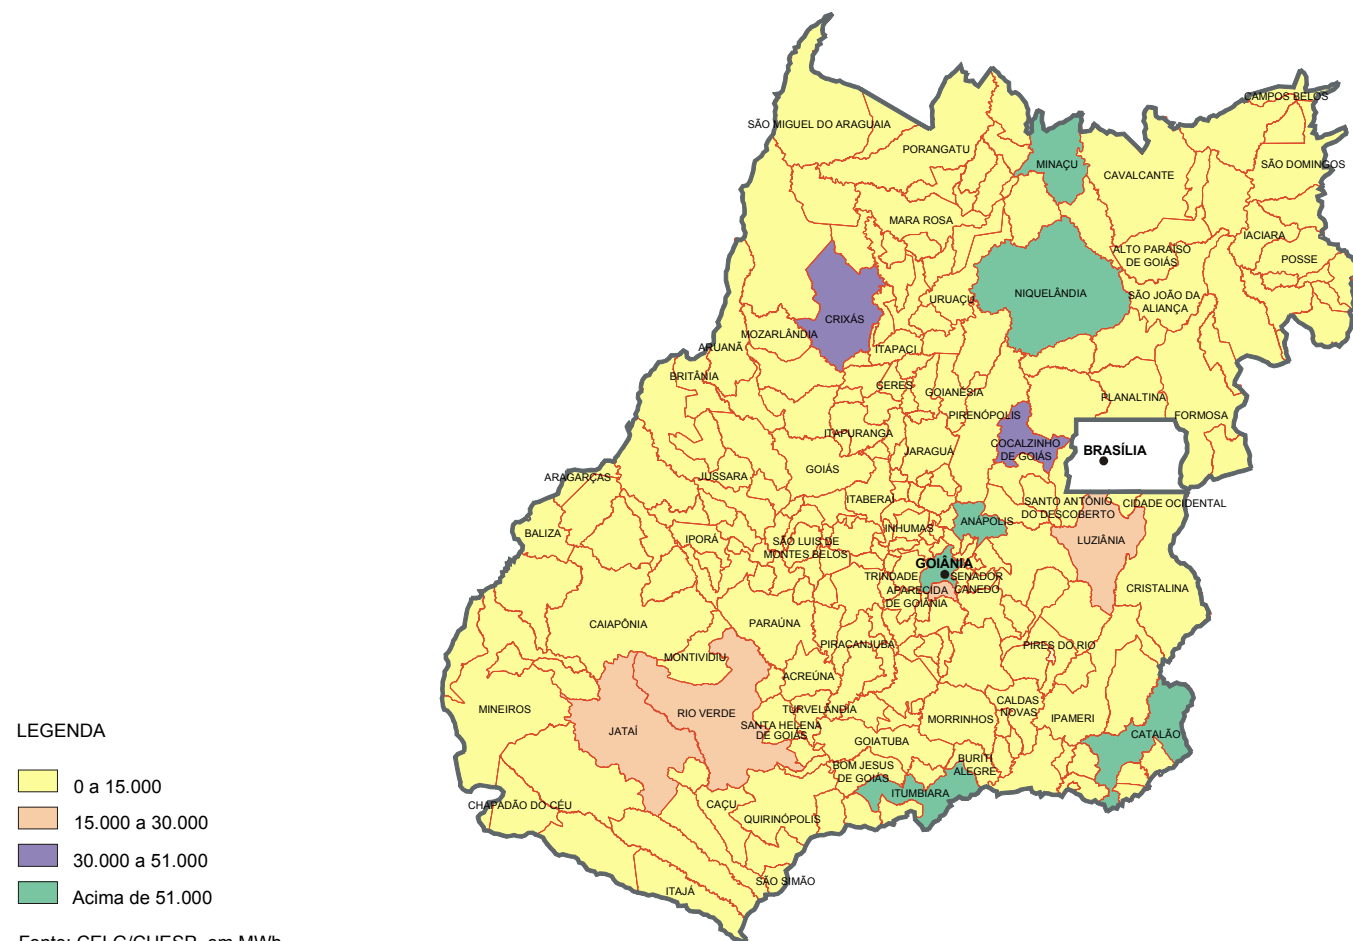 CAMPOS BELOS
SÃO MIGUEL DO ARAGUAIA
PORANGATU
MINAÇU
SÃO DOMINGOS
CAVALCANTE
MARA ROSA
IACIARA
ALTO PARAÍSO
DE GOIÁS
POSSE
NIQUELÂNDIA
SÃO JOÃO DA
ALIANÇA
URUAÇU
CRIXÁS
MOZARLÂNDIA
ARUANÃ
ITAPACI
BRITÂNIA
CERES
GOIANÉSIA
PLANALTINA
PIRENÓPOLIS
FORMOSA
ITAPURANGA
COCALZINHO
DE GOIÁS
BRASÍLIA
JARAGUÁ
GOIÁS
JUSSARA
ARAGARÇAS
ITABERAI
SANTO ANTÔNIO
DO DESCOBERTO
CIDADE OCIDENTAL
ANÁPOLIS
INHUMAS
BALIZA
IPORÁ
SÃO LUIS DE
MONTES BELOS
LUZIÂNIA
GOIÂNIA
TRINDADE
SENADOR
CANEDO
APARECIDA
DE GOIÂNIA
CRISTALINA
CAIAPÔNIA
PARAÚNA
PIRACANJUBA
PIRES DO RIO
MONTIVIDIU
ACREÚNA
MINEIROS
RIO VERDE
TURVELÂNDIA
CALDAS
NOVAS
MORRINHOS
IPAMERI
JATAÍ
SANTA HELENA
DE GOIÁS
CATALÃO
GOIATUBA
BURITI
ALEGRE
BOM JESUS
DE GOIÁS
ITUMBIARA
CHAPADÃO DO CÉU
CAÇU
QUIRINÓPOLIS
SÃO SIMÃO
ITAJÁ
LEGENDA
0 a 15.000
15.000 a 30.000
30.000 a 51.000
Acima de 51.000
Fonte: CELG/CHESP, em MWh